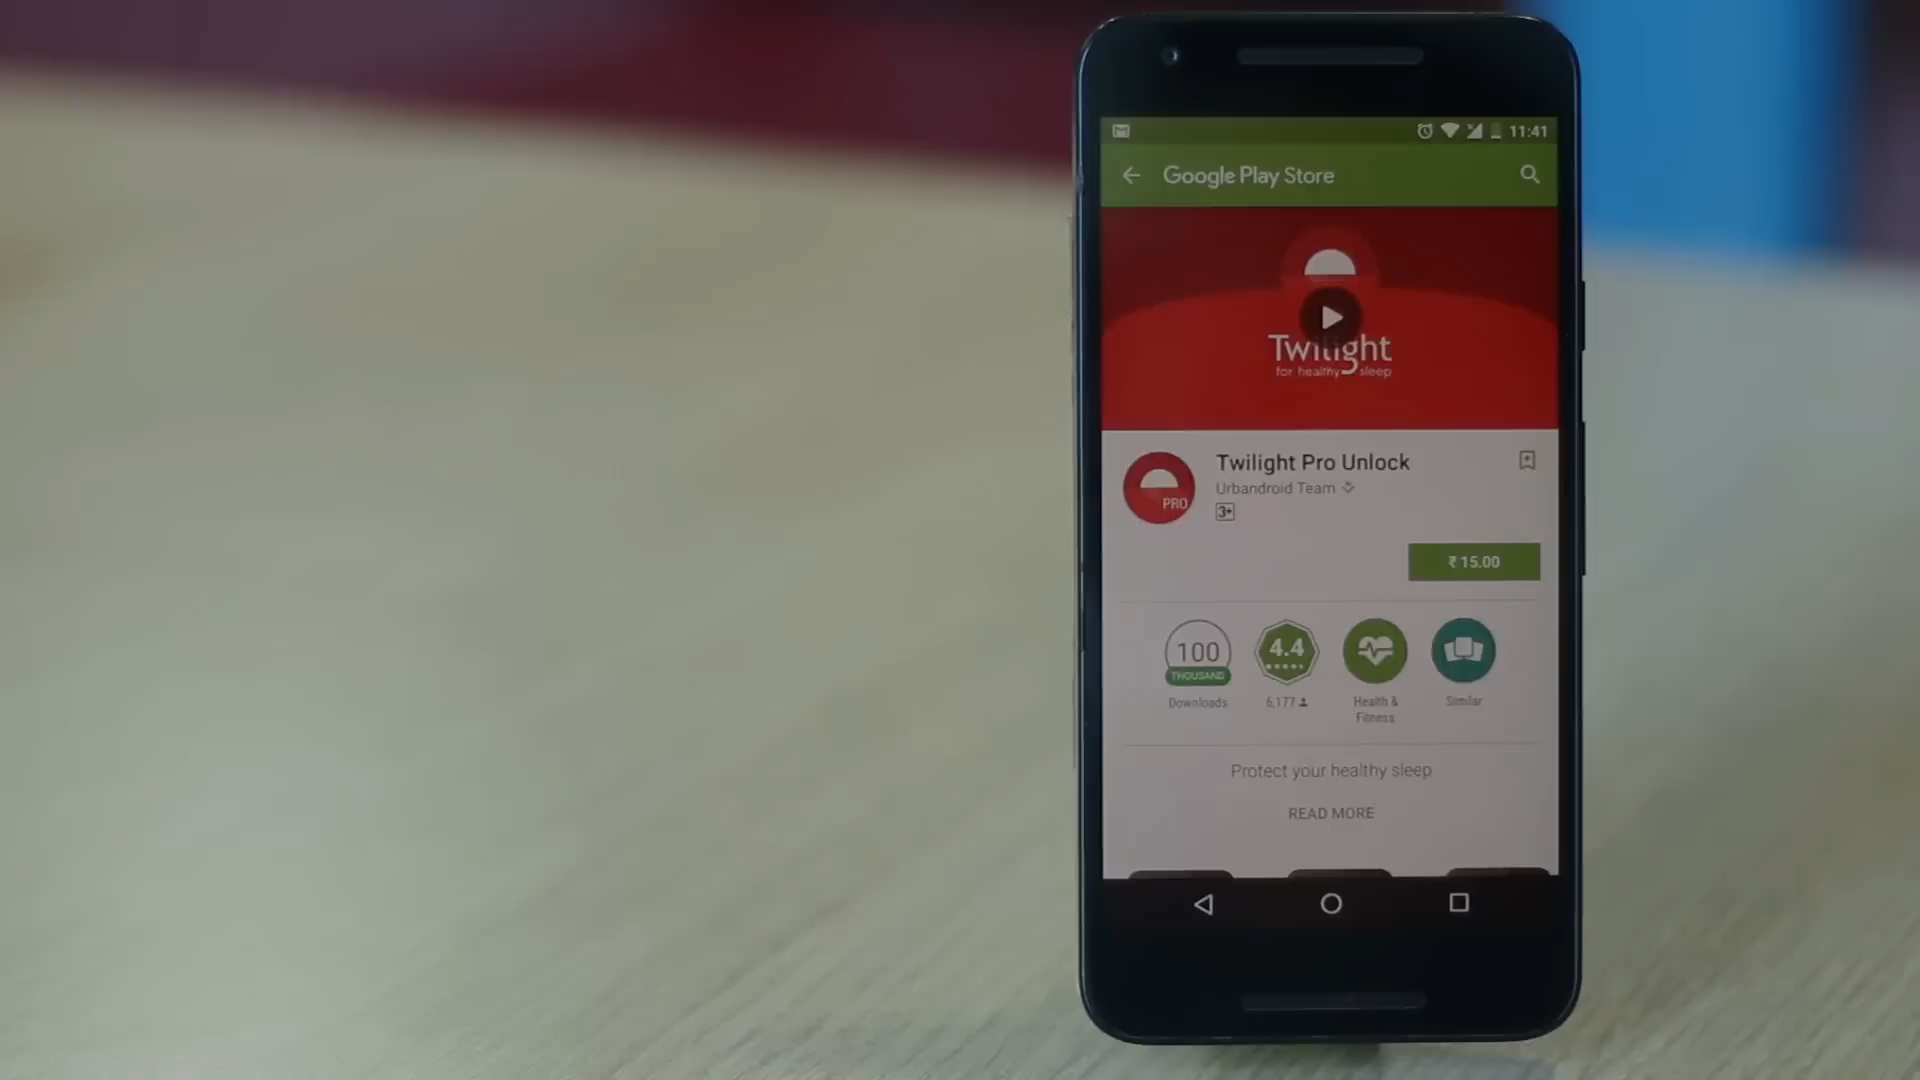 11:41
Google Play Store
Twilight
for healthy sleep
Twilight Pro Unlock
Urbandroid Team
PRO
3+
₹ 15.00
100
THOUSAND
Downloads
4.4
6,177
Health &
Fitness
Similar
Protect your healthy sleep
READ MORE